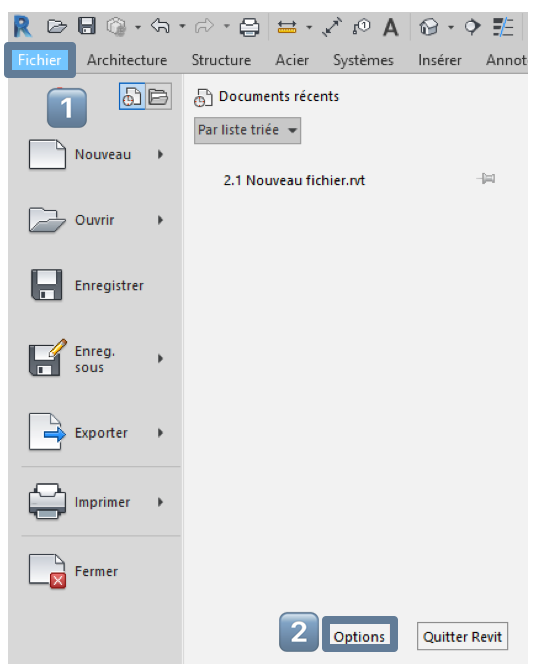 R A
Fichier Architecture Structure Acier Systèmes Insérer Annot
1
Documents récents
Par liste triée
Nouveau
2.1 Nouveau fichier.rvt
Ouvrir
Enregistrer
Enreg.
sous
Exporter
Imprimer
Fermer
2 Options Quitter Revit